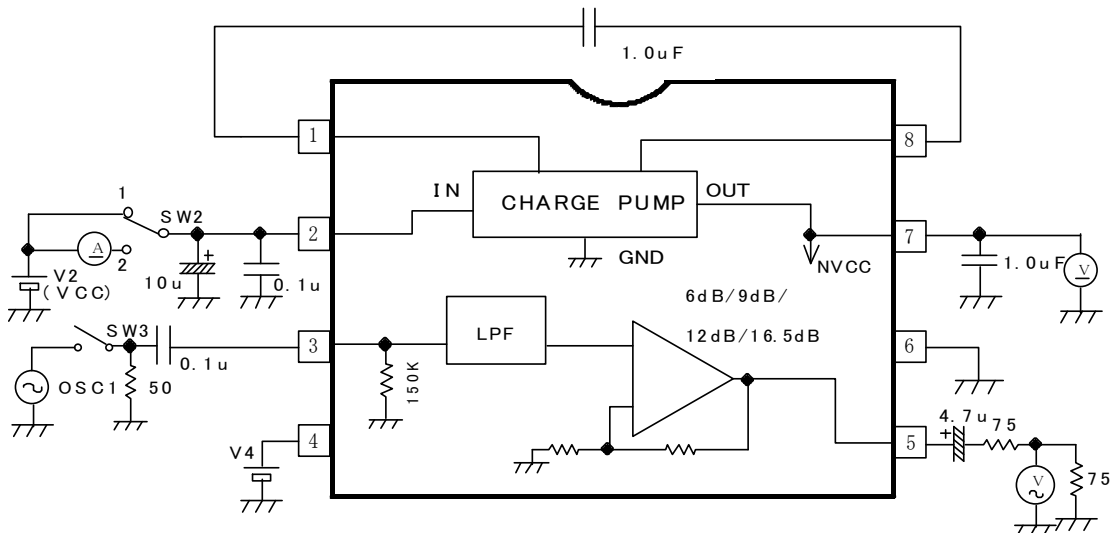 1.0uF
1
8
IN
CHARGE PUMP
OUT
1
SW2
A
2
V2
(VCC)
10u
+
0.1u
2
GND
NVCC
7
1.0uF
V
6dB/9dB/
12dB/16.5dB
SW3
OSC1
50
0.1u
3
LPF
150K
6
V4
4
5
4.7u
+
75
V
75